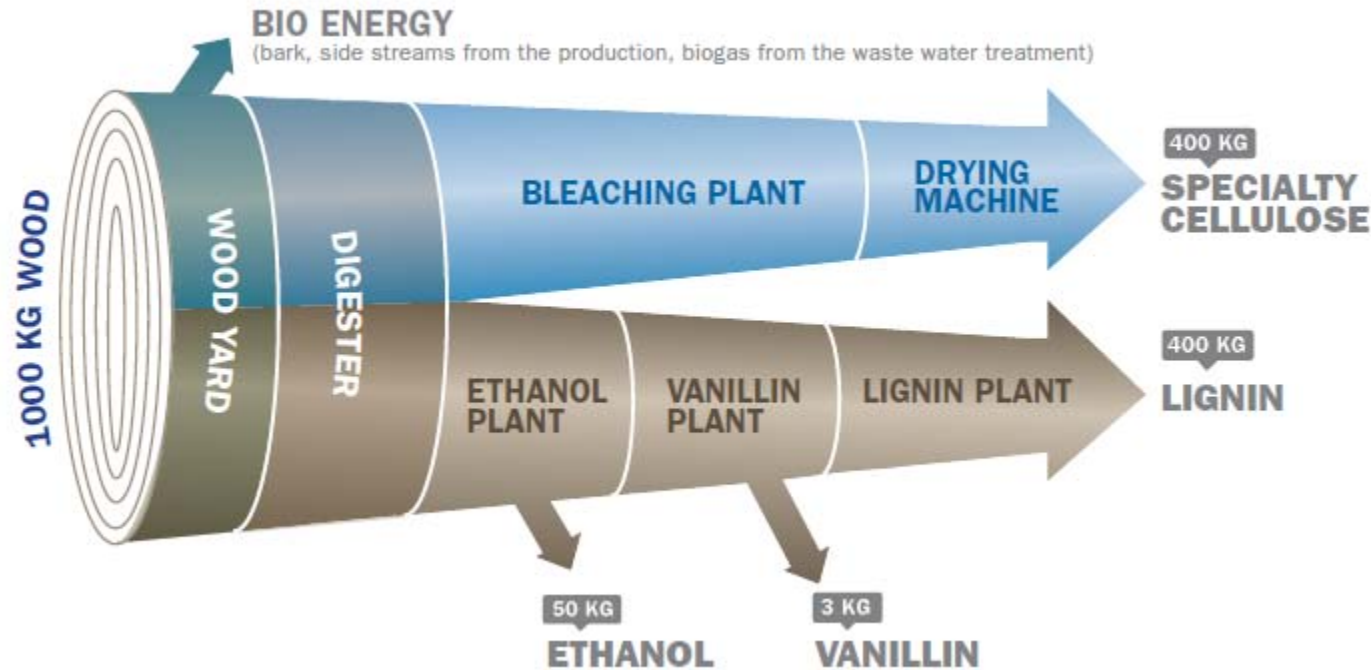 BIO ENERGY
(bark, side streams from the production, biogas from the waste water treatment)
1000 KG WOOD
WOOD YARD
DIGESTER
BLEACHING PLANT
DRYING
MACHINE
400 KG
SPECIALTY
CELLULOSE
ETHANOL
PLANT
VANILLIN
PLANT
LIGNIN PLANT
400 KG
LIGNIN
50 KG
ETHANOL
3 KG
VANILLIN